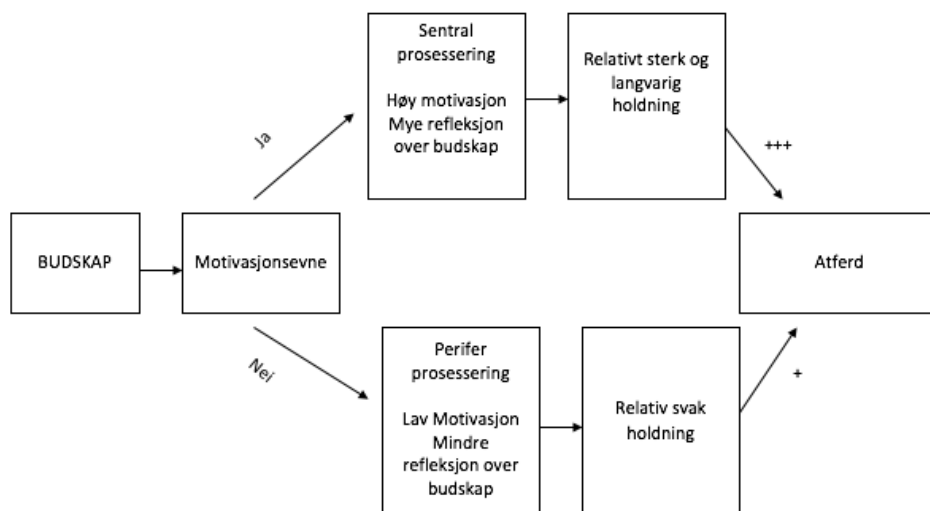 BUDSKAP
Motivasjonsevne
Ja
Sentral
prosessering
Høy motivasjon
Mye refleksjon
over budskap
Relativt sterk og
langvarig
holdning
+++
Nei
Perifer
prosessering
Lav Motivasjon
Mindre
refleksjon over
budskap
Relativ svak
holdning
+
Atferd